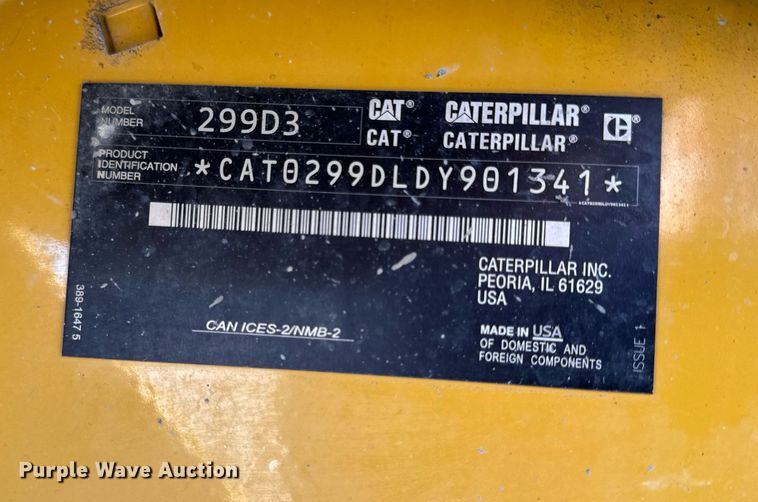 MODEL NUMBER 299D3
CAT® CATERPILLAR®
CAT® CATERPILLAR®
PRODUCT IDENTIFICATION NUMBER *CAT0299DLDY901341*
*CAT0299DLDY901341*
CATERPILLAR INC.
PEORIA, IL 61629
USA
CAN ICES-2/NMB-2
MADE IN USA
OF DOMESTIC AND
FOREIGN COMPONENTS
389-1647 5
ISSUE 1
Purple Wave Auction